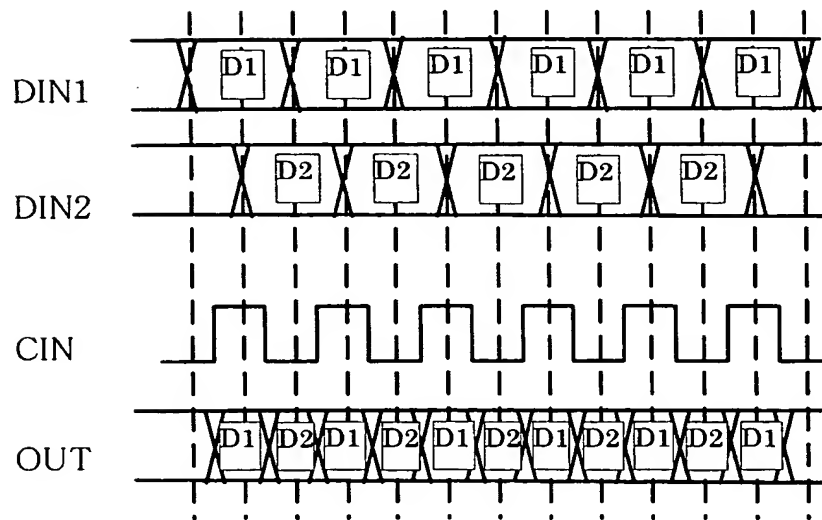 DIN1 D1 D1 D1 D1 D1 D1
DIN2 D2 D2 D2 D2 D2
CIN
OUT D1 D2 D1 D2 D1 D2 D1 D2 D1 D2 D1